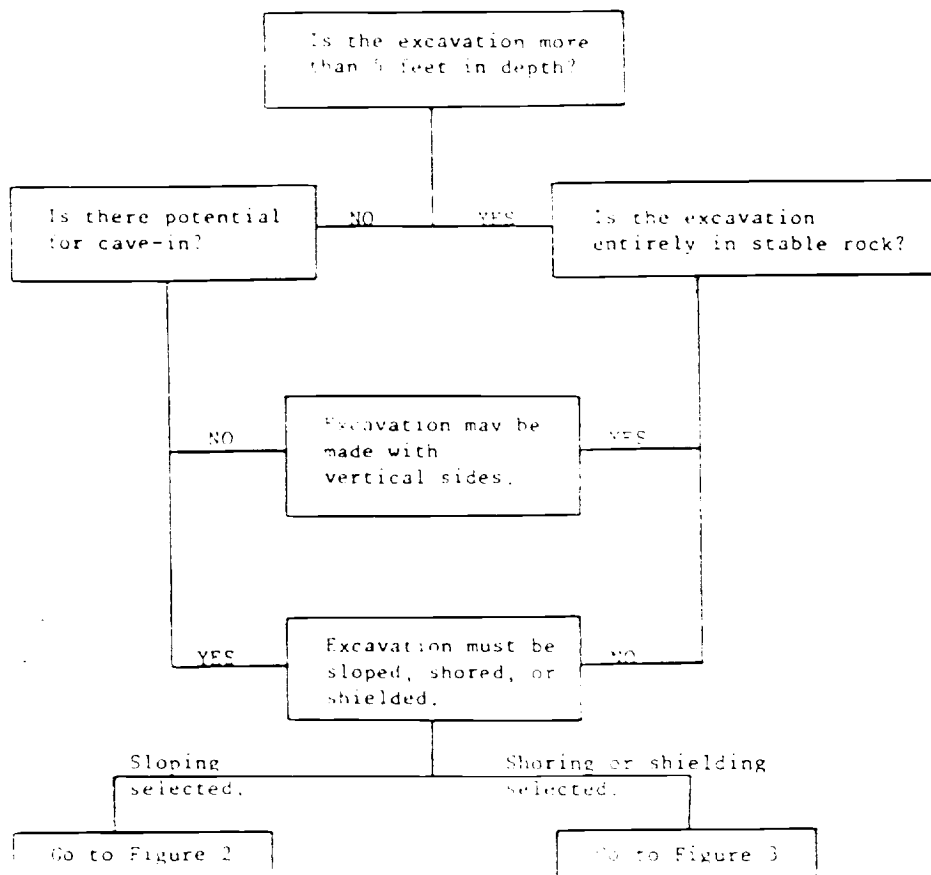 Is the excavation more
than 5 feet in depth?
Is there potential
for cave-in?
NO
YES
Is the excavation
entirely in stable rock?
NO
Excavation may be
made with
vertical sides.
YES
YES
Excavation must be
sloped, shored, or
shielded.
NO
Sloping
selected.
Shoring or shielding
selected.
Go to Figure 2
Go to Figure 3